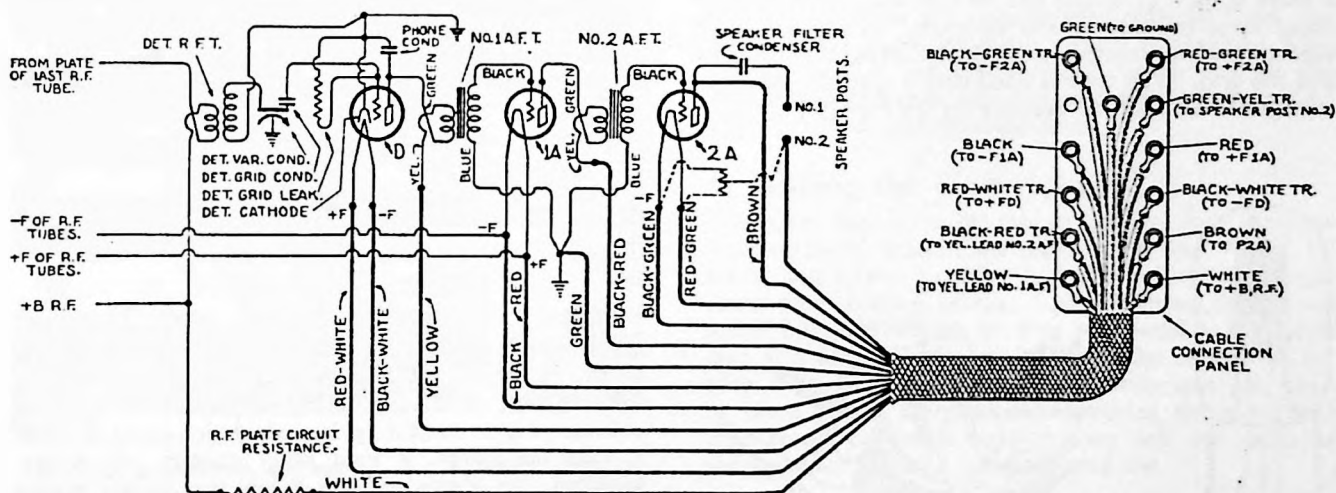 DET. R F. T.
PHONE
COND
NO.1 A.F.T.
NO.2 A.F.T.
SPEAKER FILTER
CONDENSER
FROM PLATE
OF LAST R.F.
TUBE.
GREEN
BLACK
GREEN
BLACK
NO.1
NO.2
SPEAKER POSTS.
D
1A
2A
YEL.
BLUE
YEL.
BLUE
DET. VAR. COND.
DET. GRID COND.
DET. GRID LEAK.
DET. CATHODE
+F
-F
-F
+F
-F
-F OF R.F.
TUBES.
+F OF R.F.
TUBES.
+B R.F.
RED-WHITE
BLACK-WHITE
YELLOW
BLACK
RED
GREEN
BLACK-RED
BLACK-GREEN
RED-GREEN
BROWN
R.F. PLATE CIRCUIT
RESISTANCE.
WHITE
GREEN (TO GROUND)
BLACK-GREEN TR.
(TO -F2A)
RED-GREEN TR.
(TO +F2A)
GREEN-YEL. TR.
(TO SPEAKER POST NO.2)
BLACK
(TO -F1A)
RED
(TO +F1A)
RED-WHITE TR.
(TO +FD)
BLACK-WHITE TR.
(TO -FD)
BLACK-RED TR.
(TO YEL. LEAD NO.2 A.F)
BROWN
(TO P2A)
YELLOW
(TO YEL. LEAD NO.1 A.F)
WHITE
(TO +B, R.F.)
CABLE
CONNECTION
PANEL